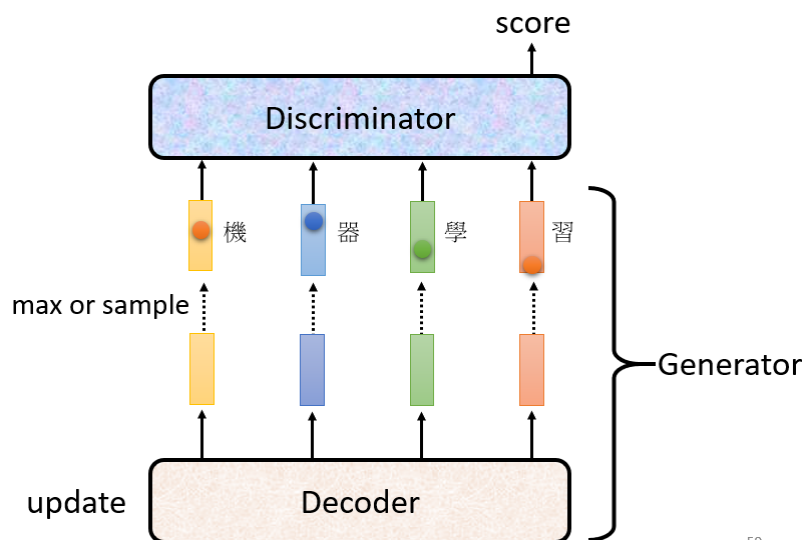 score
Discriminator
機 器 學 習
max or sample
Generator
update
Decoder